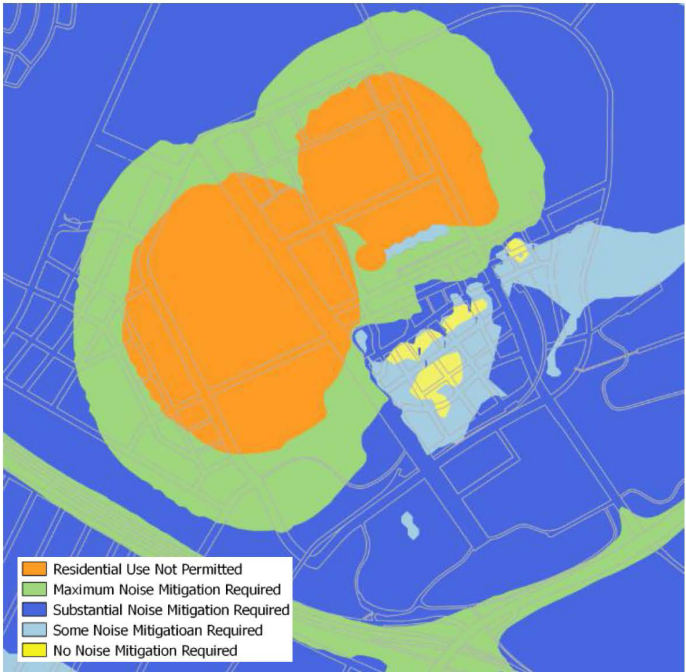 Residential Use Not Permitted
Maximum Noise Mitigation Required
Substantial Noise Mitigation Required
Some Noise Mitigatioan Required
No Noise Mitigation Required